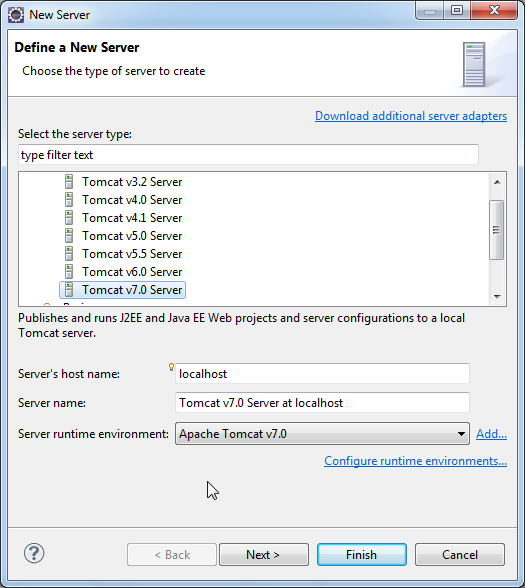 New Server
Define a New Server
Choose the type of server to create
Download additional server adapters
Select the server type:
type filter text
Tomcat v3.2 Server
Tomcat v4.0 Server
Tomcat v4.1 Server
Tomcat v5.0 Server
Tomcat v5.5 Server
Tomcat v6.0 Server
Tomcat v7.0 Server
Publishes and runs J2EE and Java EE Web projects and server configurations to a local
Tomcat server.
Server's host name: localhost
Server name: Tomcat v7.0 Server at localhost
Server runtime environment: Apache Tomcat v7.0 Add...
Configure runtime environments...
? < Back Next > Finish Cancel